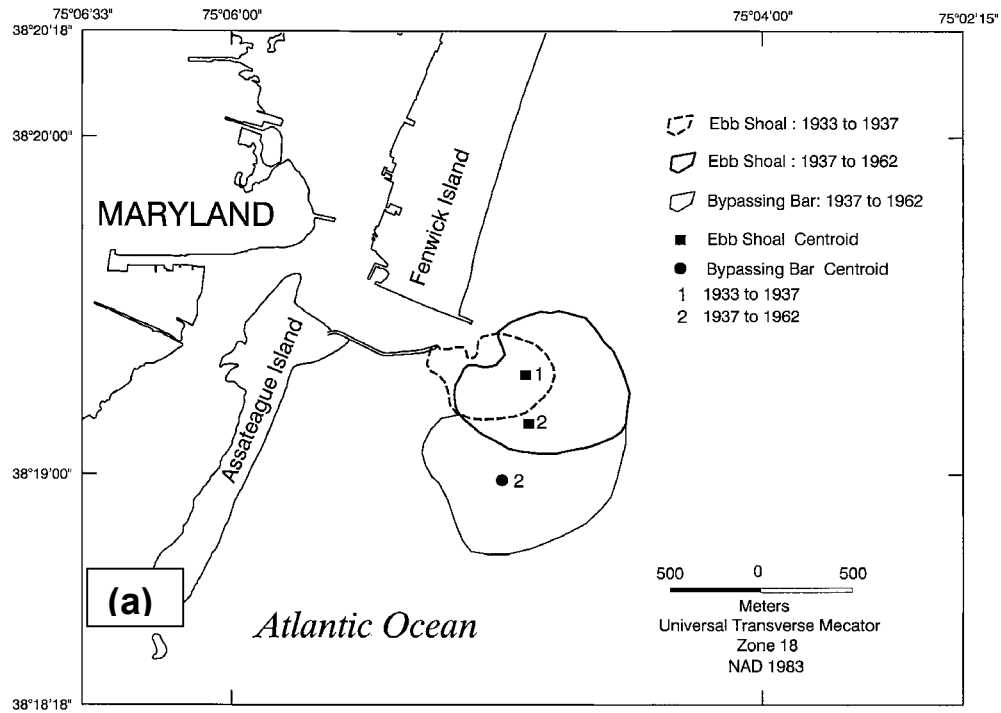 75°06'33"
75°06'00"
75°04'00"
75°02'15"
38°20'18"
38°20'00"
38°19'00"
38°18'18"
MARYLAND
Fenwick Island
Assateague Island
Ebb Shoal : 1933 to 1937
Ebb Shoal : 1937 to 1962
Bypassing Bar: 1937 to 1962
Ebb Shoal Centroid
Bypassing Bar Centroid
1 1933 to 1937
2 1937 to 1962
1
2
2
(a)
Atlantic Ocean
500 0 500
Meters
Universal Transverse Mecator
Zone 18
NAD 1983